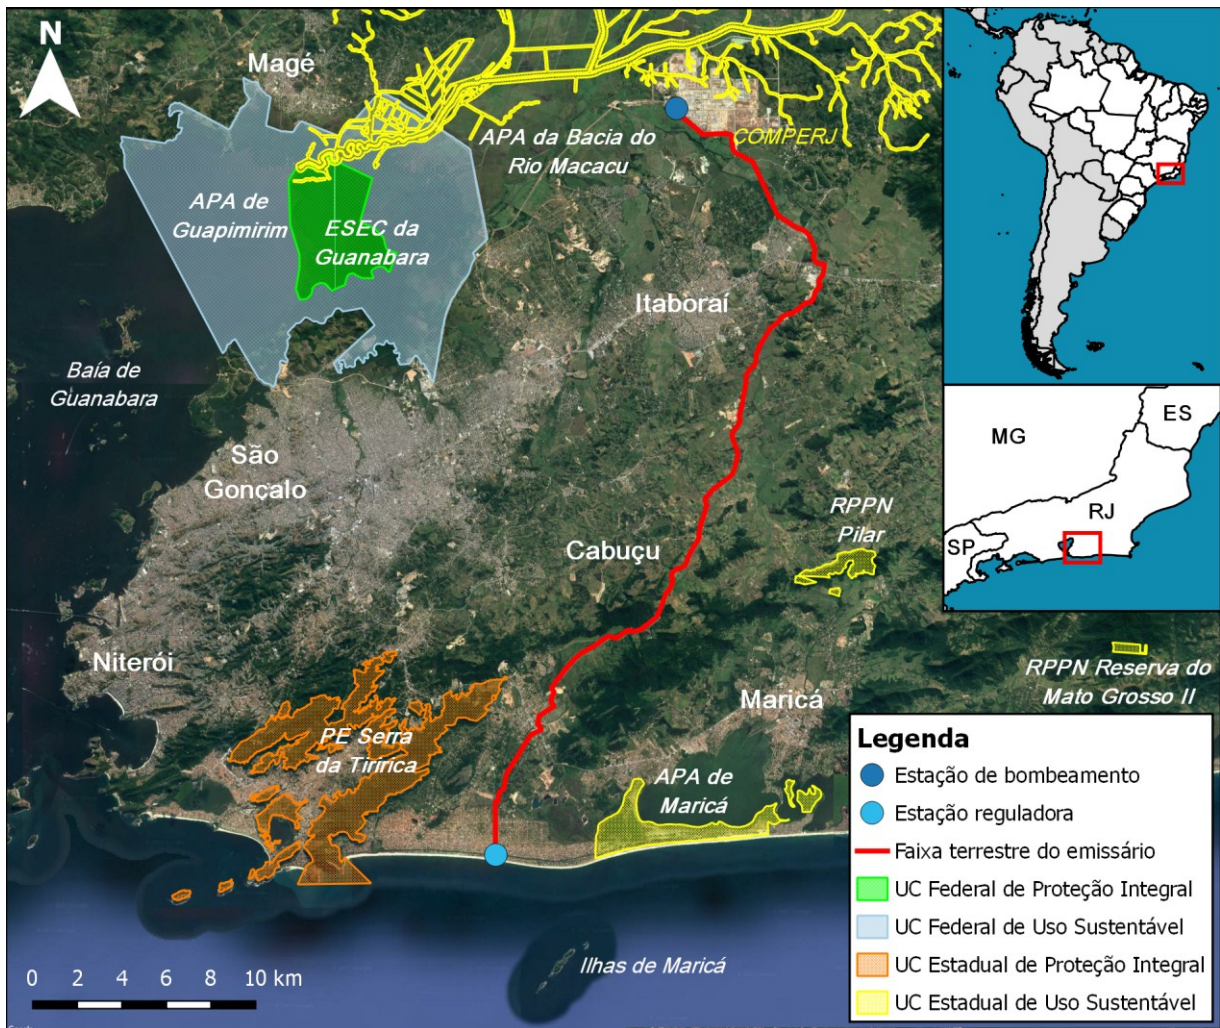 N
Magé
APA da Bacia do
Rio Macacu
COMPERJ
APA de
Guapimirim
ESEC da
Guanabara
Itaboraí
Baía de
Guanabara
São
Gonçalo
RPPN
Pilar
Cabuçu
Niterói
RPPN Reserva do
Mato Grosso II
Maricá
PE Serra
da Tiririca
APA de
Maricá
Ilhas de Maricá
0 2 4 6 8 10 km
MG
ES
RJ
SP
Legenda
Estação de bombeamento
Estação reguladora
Faixa terrestre do emissário
UC Federal de Proteção Integral
UC Federal de Uso Sustentável
UC Estadual de Proteção Integral
UC Estadual de Uso Sustentável